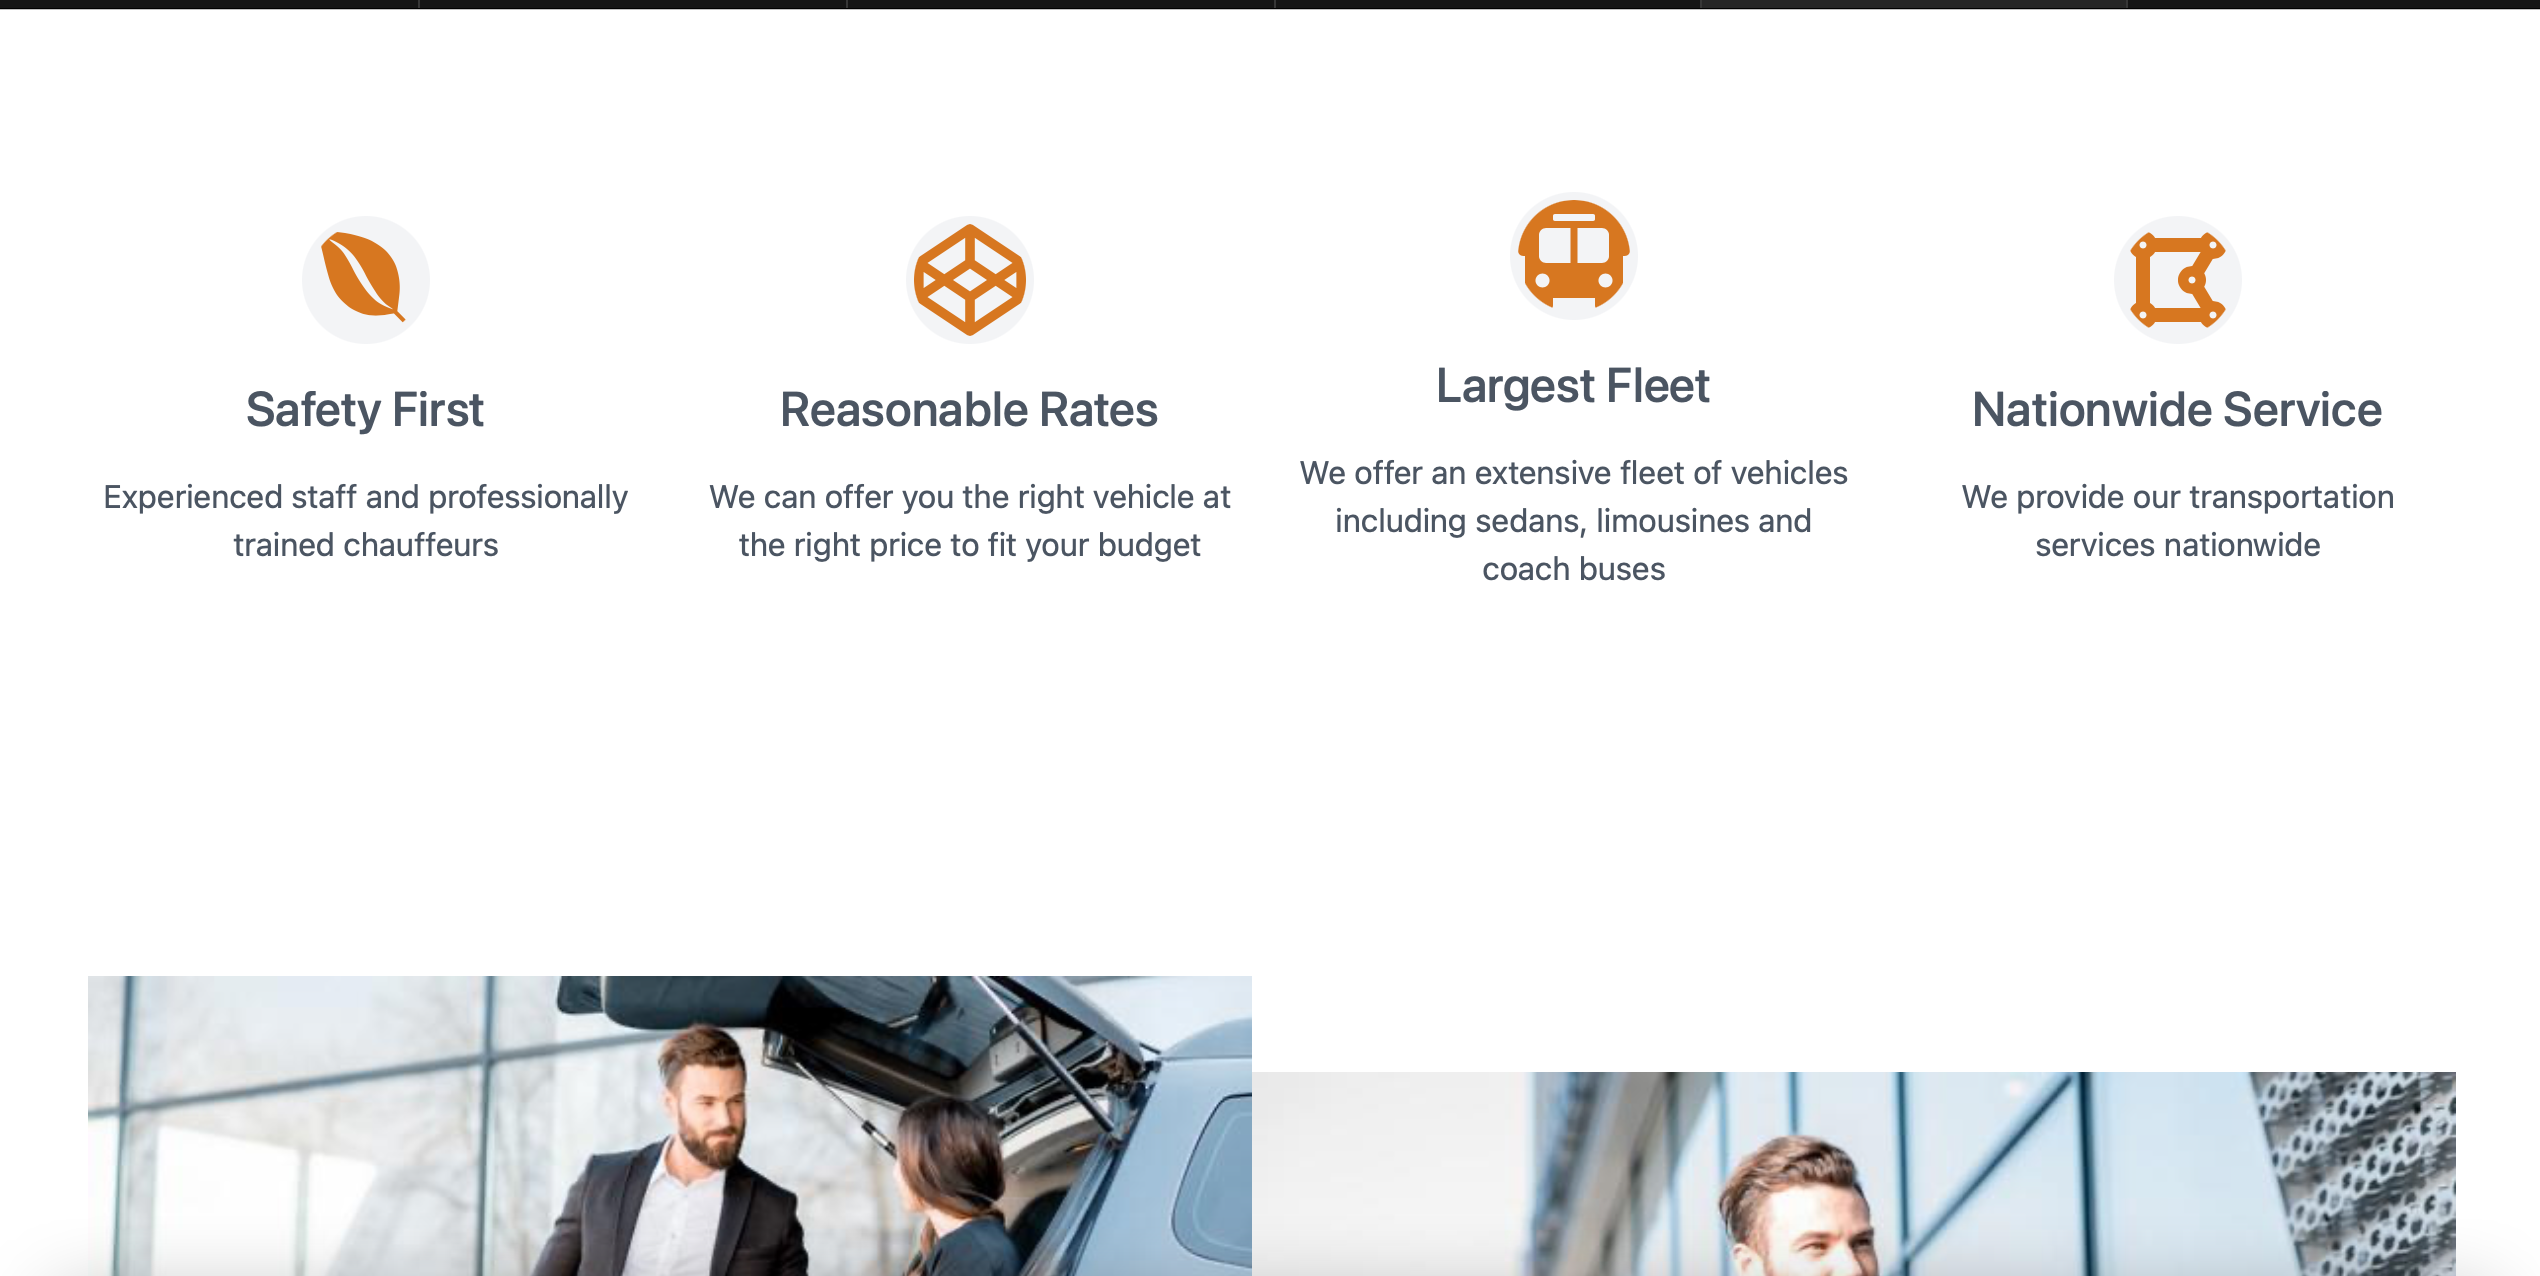 Safety First
Experienced staff and professionally
trained chauffeurs
Reasonable Rates
We can offer you the right vehicle at
the right price to fit your budget
Largest Fleet
We offer an extensive fleet of vehicles
including sedans, limousines and
coach buses
Nationwide Service
We provide our transportation
services nationwide